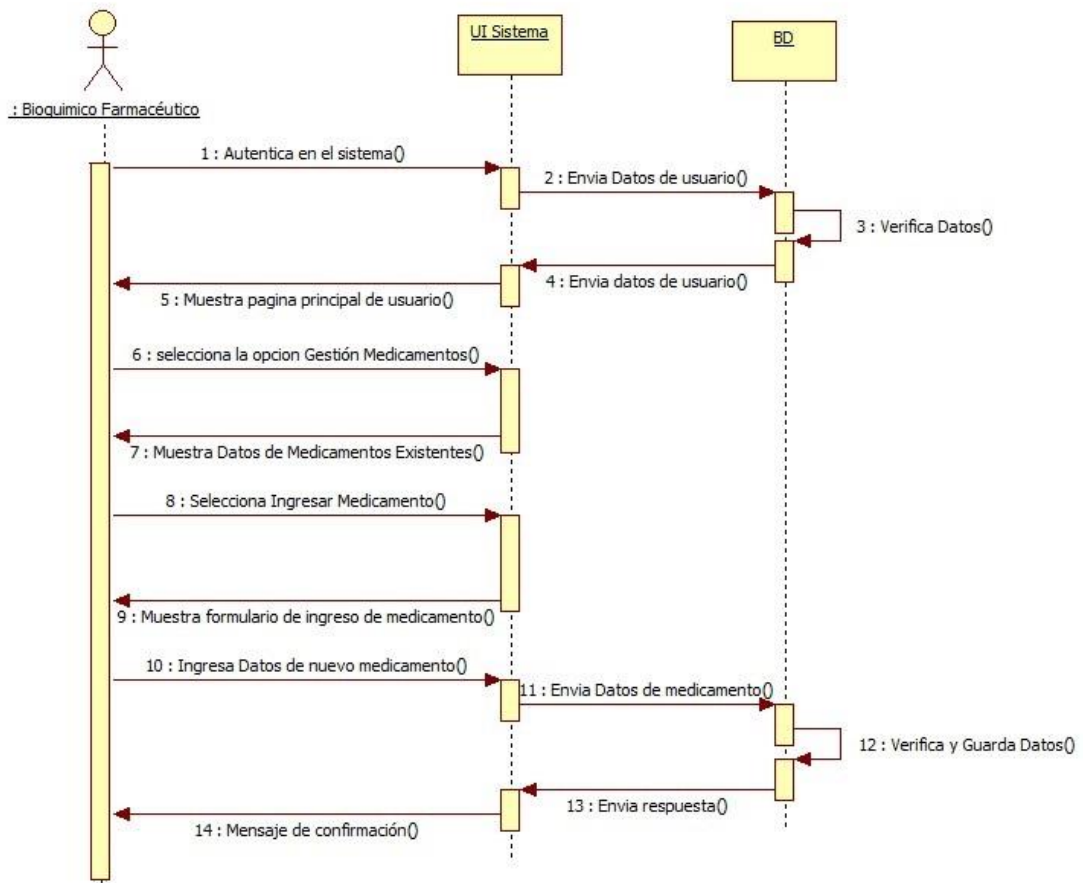 UI Sistema
BD
: Bioquimico Farmacéutico
1 : Autentica en el sistema()
2 : Envia Datos de usuario()
3 : Verifica Datos()
4 : Envia datos de usuario()
5 : Muestra pagina principal de usuario()
6 : selecciona la opcion Gestión Medicamentos()
7 : Muestra Datos de Medicamentos Existentes()
8 : Selecciona Ingresar Medicamento()
9 : Muestra formulario de ingreso de medicamento()
10 : Ingresa Datos de nuevo medicamento()
11 : Envia Datos de medicamento()
12 : Verifica y Guarda Datos()
13 : Envia respuesta()
14 : Mensaje de confirmación()